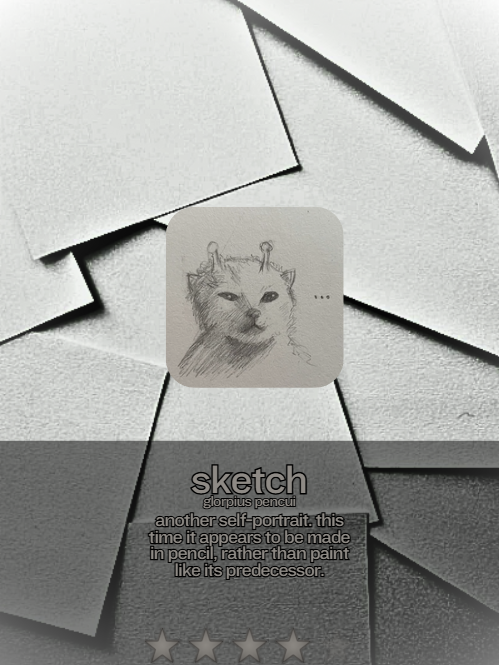 ...
sketch
glorpius pencui
another self-portrait. this
time it appears to be made
in pencil, rather than paint
like its predecessor.